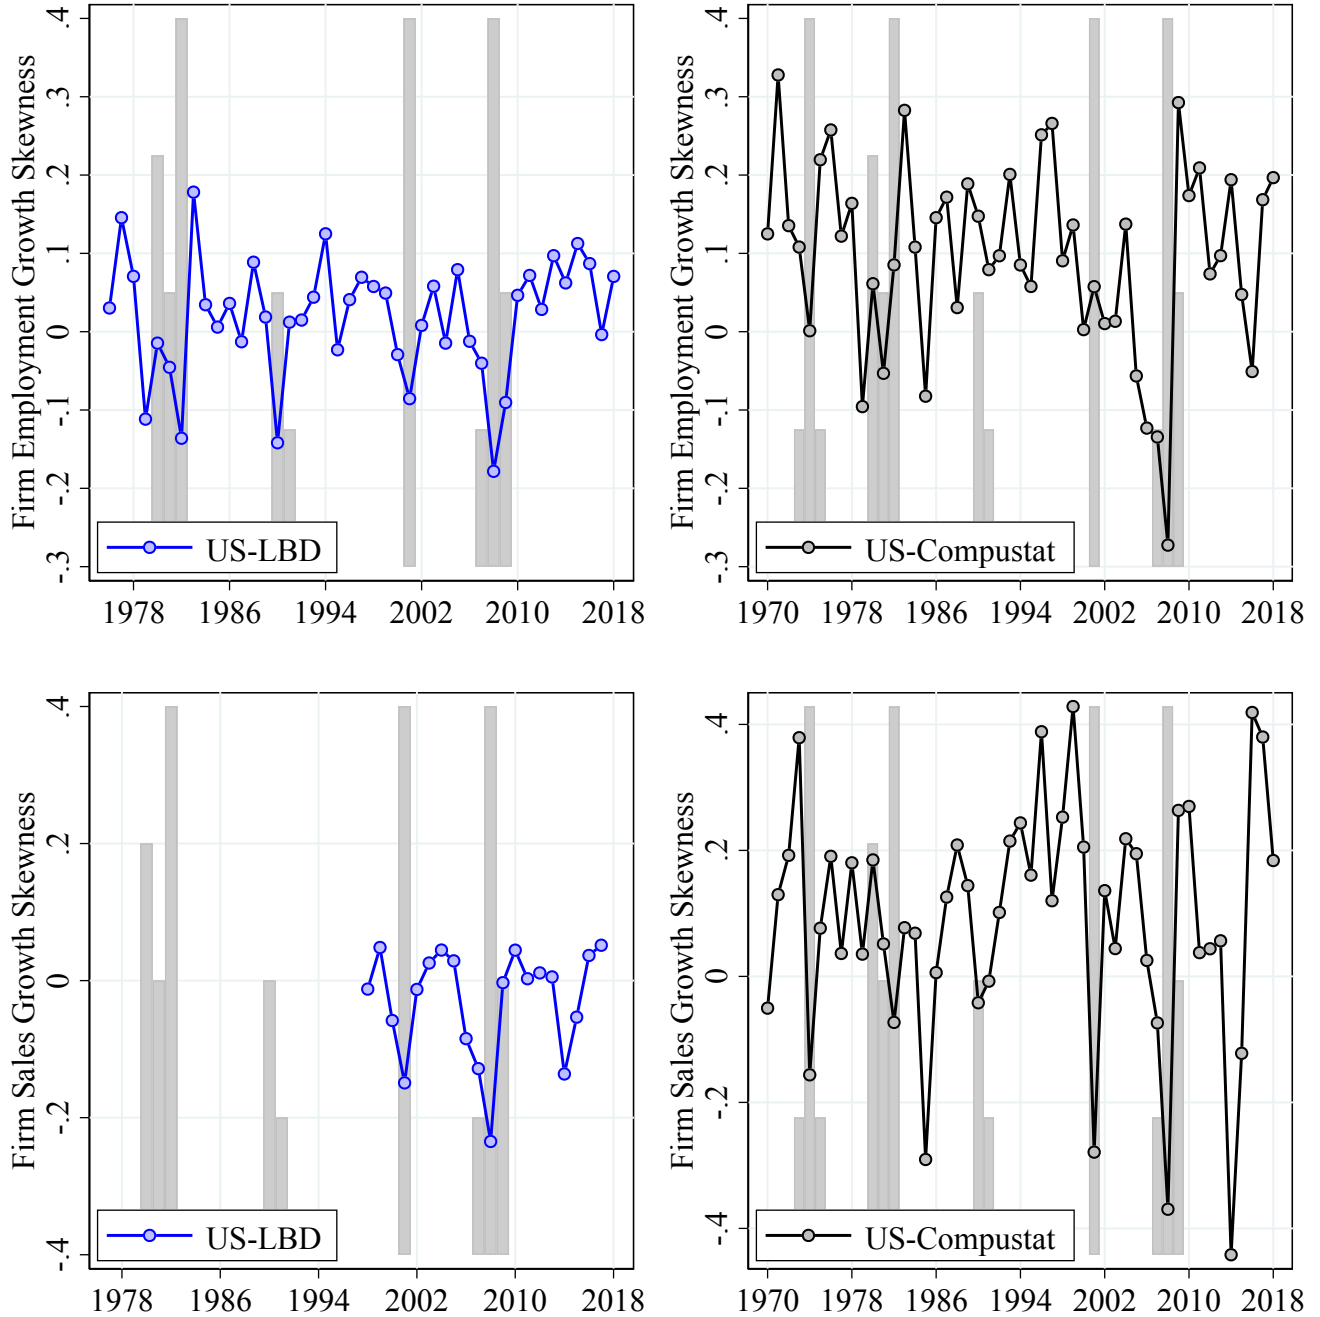 Firm Employment Growth Skewness
.4
.3
.2
.1
0
-.1
-.2
-.3
US-LBD
1978 1986 1994 2002 2010 2018
Firm Employment Growth Skewness
.4
.3
.2
.1
0
-.1
-.2
-.3
US-Compustat
1970 1978 1986 1994 2002 2010 2018
Firm Sales Growth Skewness
.4
.2
0
-.2
-.4
US-LBD
1978 1986 1994 2002 2010 2018
Firm Sales Growth Skewness
.4
.2
0
-.2
-.4
US-Compustat
1970 1978 1986 1994 2002 2010 2018